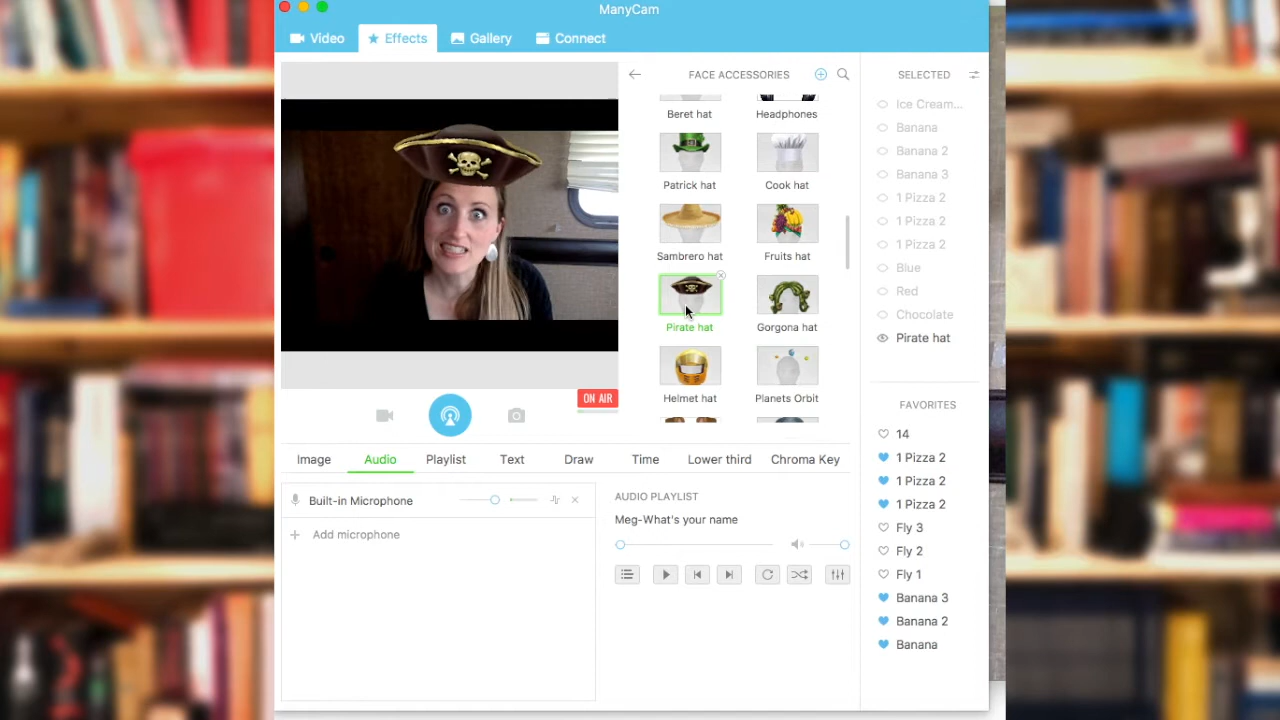 ManyCam
Video Effects Gallery Connect
FACE ACCESSORIES
Beret hat Headphones
Patrick hat Cook hat
Sambrero hat Fruits hat
Pirate hat Gorgona hat
Helmet hat Planets Orbit
SELECTED
Ice Cream...
Banana
Banana 2
Banana 3
1 Pizza 2
1 Pizza 2
1 Pizza 2
Blue
Red
Chocolate
Pirate hat
FAVORITES
14
1 Pizza 2
1 Pizza 2
1 Pizza 2
Fly 3
Fly 2
Fly 1
Banana 3
Banana 2
Banana
ON AIR
Image Audio Playlist Text Draw Time Lower third Chroma Key
Built-in Microphone
Add microphone
AUDIO PLAYLIST
Meg-What's your name